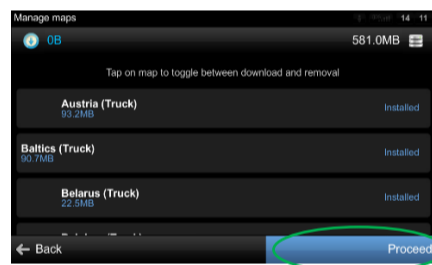 Manage maps
14 11
0B
581.0MB
Tap on map to toggle between download and removal
Austria (Truck)
93.2MB
Installed
Baltics (Truck)
90.7MB
Installed
Belarus (Truck)
22.5MB
Installed
Back
Proceed